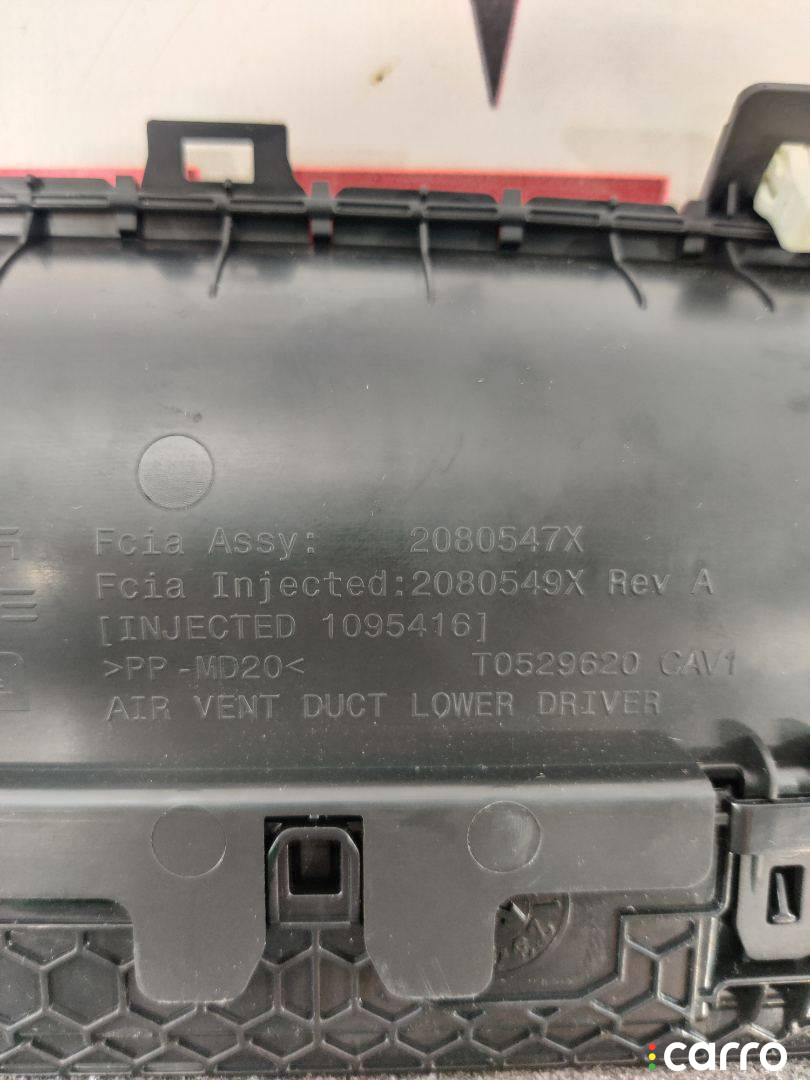 Fcia Assy: 2080547X
Fcia Injected:2080549X Rev A
[INJECTED 1095416]
>PP-MD20< T0529620 CAV1
AIR VENT DUCT LOWER DRIVER
carro